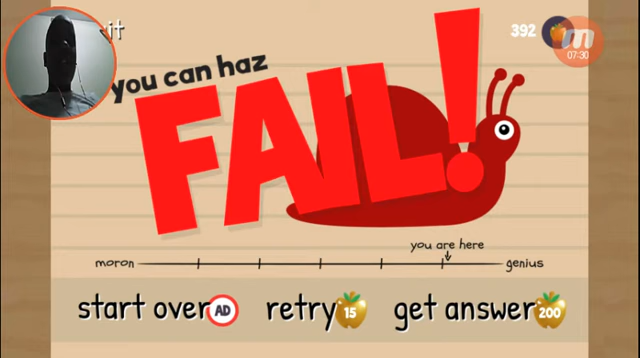 it
392
07:30
you can haz
FAIL!
you are here
moron genius
start over AD retry 15 get answer 200